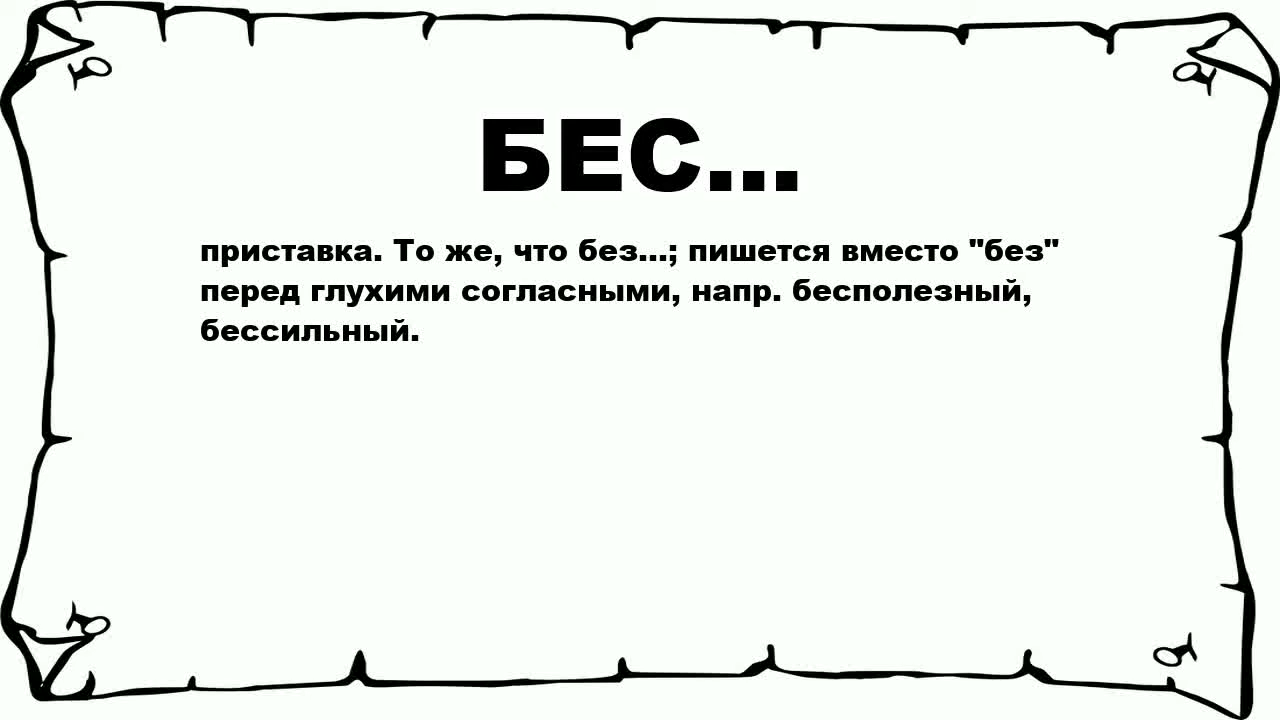 БЕС...
приставка. То же, что без...; пишется вместо "без"
перед глухими согласными, напр. бесполезный,
бессильный.